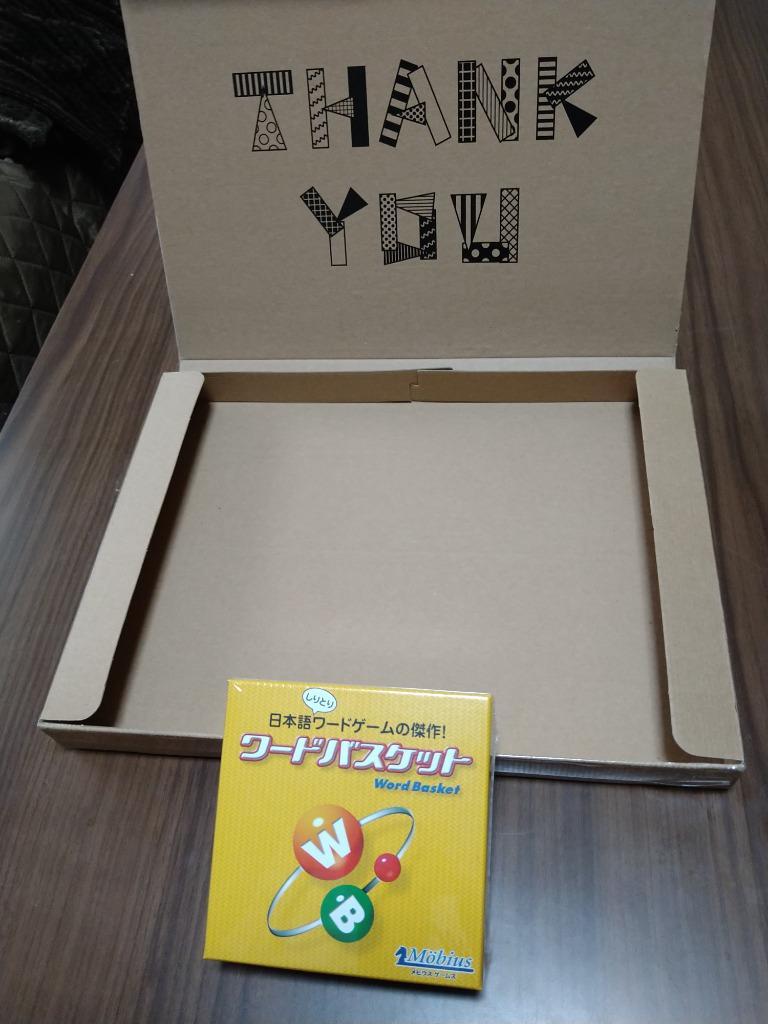 THANK
YOU
しりとり
日本語ワードゲームの傑作!
ワードバスケット
Word Basket
W
B
Möbius
メビウスゲームズ